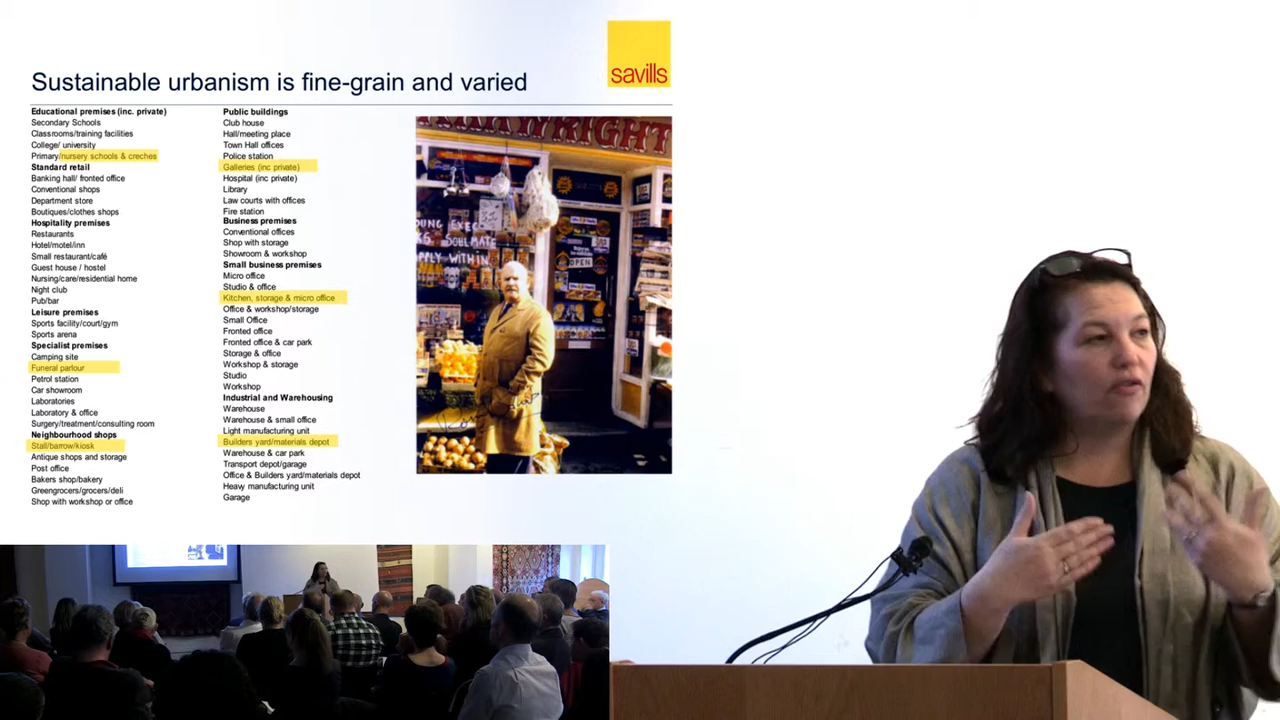 savills
Sustainable urbanism is fine-grain and varied
Educational premises (inc. private)
Secondary Schools
Classrooms/training facilities
College/ university
Primary/nursery schools & creches
Standard retail
Banking hall/ fronted office
Conventional shops
Department store
Boutiques/clothes shops
Hospitality premises
Restaurants
Hotel/motel/inn
Small restaurant/café
Guest house / hostel
Nursing/care/residential home
Night club
Pub/bar
Leisure premises
Sports facility/court/gym
Sports arena
Specialist premises
Camping site
Funeral parlour
Petrol station
Car showroom
Laboratories
Laboratory & office
Surgery/treatment/consulting room
Neighbourhood shops
Stall/barrow/kiosk
Antique shops and storage
Post office
Bakers shop/bakery
Greengrocers/grocers/deli
Shop with workshop or office
Public buildings
Club house
Hall/meeting place
Town Hall offices
Police station
Galleries (inc private)
Hospital (inc private)
Library
Law courts with offices
Fire station
Business premises
Conventional offices
Shop with storage
Showroom & workshop
Small business premises
Micro office
Studio & office
Kitchen, storage & micro office
Office & workshop/storage
Small Office
Fronted office
Fronted office & car park
Storage & office
Workshop & storage
Studio
Workshop
Industrial and Warehousing
Warehouse
Warehouse & small office
Light manufacturing unit
Builders yard/materials depot
Warehouse & car park
Transport depot/garage
Office & Builders yard/materials depot
Heavy manufacturing unit
Garage
SOULMATE
WITHIN
OPEN